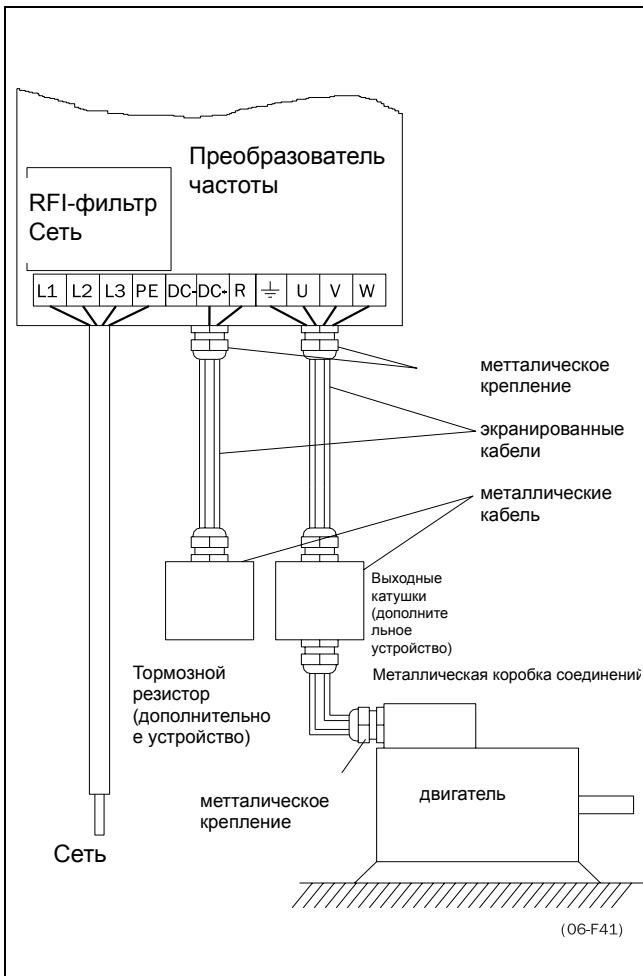 Преобразователь
частоты
RFI-фильтр
Сеть
L1 L2 L3 PE DC- DC+ R ⏚ U V W
метталическое
крепление
экранированные
кабели
металлические
кабель
Выходные
катушки
(дополните
льное
устройство)
Тормозной
резистор
(дополнительно
е устройство)
Металлическая коробка соединений
метталическое
крепление
двигатель
Сеть
(06-F41)